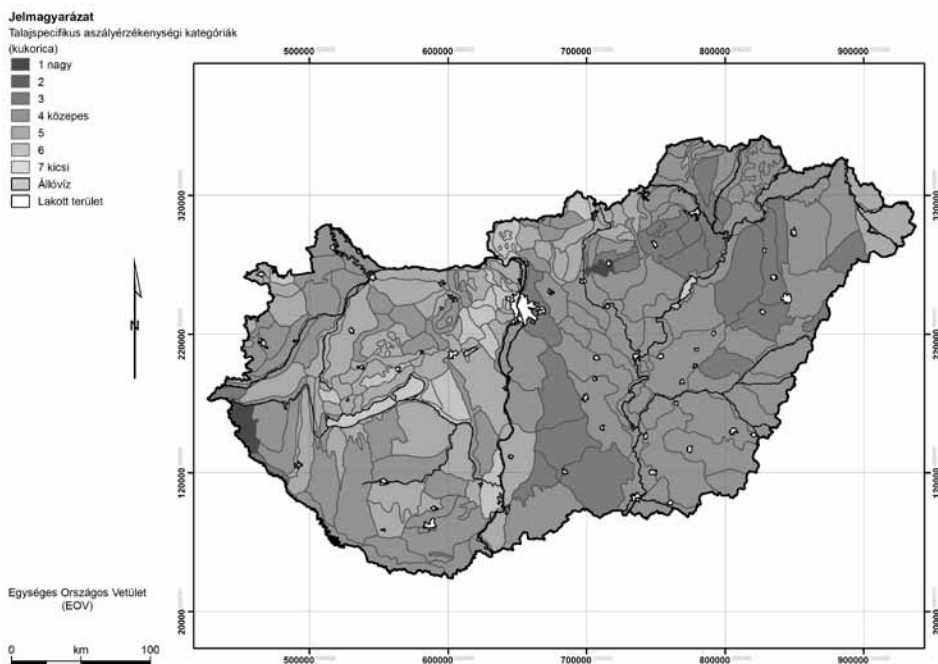 Jelmagyarázat
Talajspecifikus aszályérzékenységi kategóriák
(kukorica)
1 nagy
2
3
4 közepes
5
6
7 kicsi
Állóvíz
Lakott terület
N
Egységes Országos Vetület
(EOV)
0 km 100
500000 600000 700000 800000 900000
320000 320000
220000 220000
120000 120000
20000 20000
500000 600000 700000 800000 900000